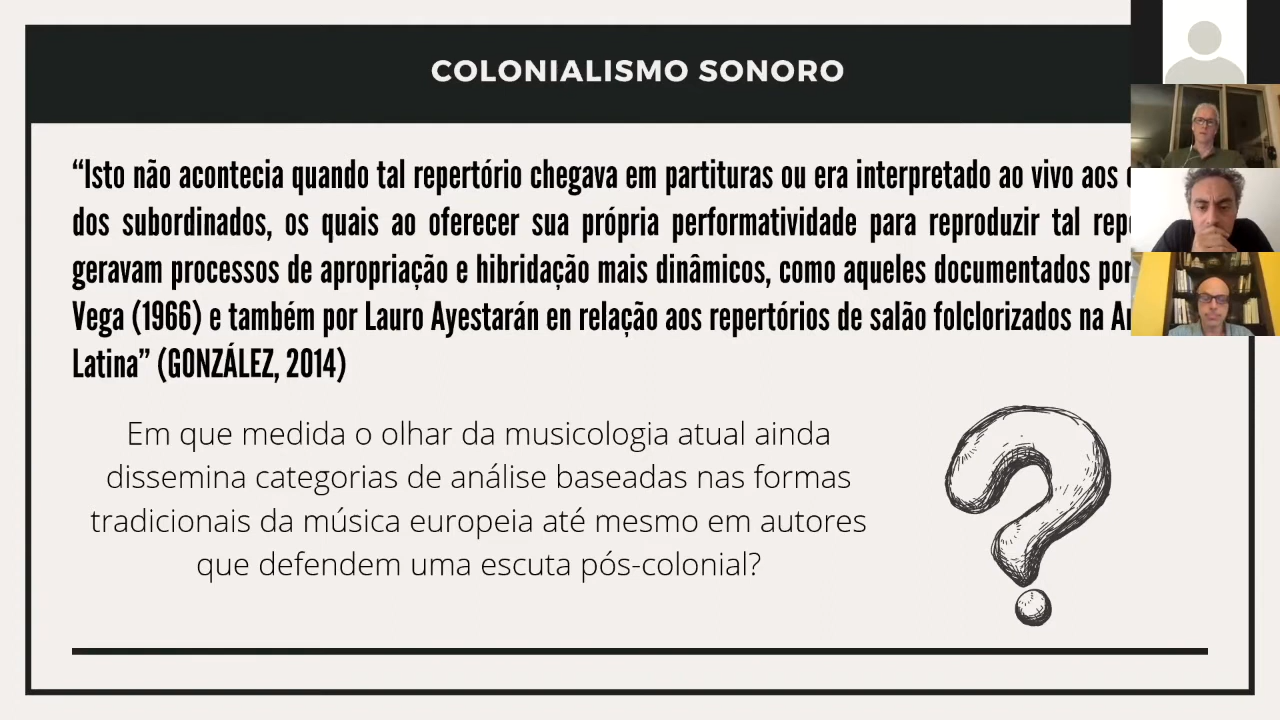 COLONIALISMO SONORO
“Isto não acontecia quando tal repertório chegava em partituras ou era interpretado ao vivo aos
dos subordinados, os quais ao oferecer sua própria performatividade para reproduzir tal
geravam processos de apropriação e hibridação mais dinâmicos, como aqueles documentados por
Vega (1966) e também por Lauro Ayestarán en relação aos repertórios de salão folclorizados na
Latina” (GONZÁLEZ, 2014)
Em que medida o olhar da musicologia atual ainda
dissemina categorias de análise baseadas nas formas
tradicionais da música europeia até mesmo em autores
que defendem uma escuta pós-colonial?